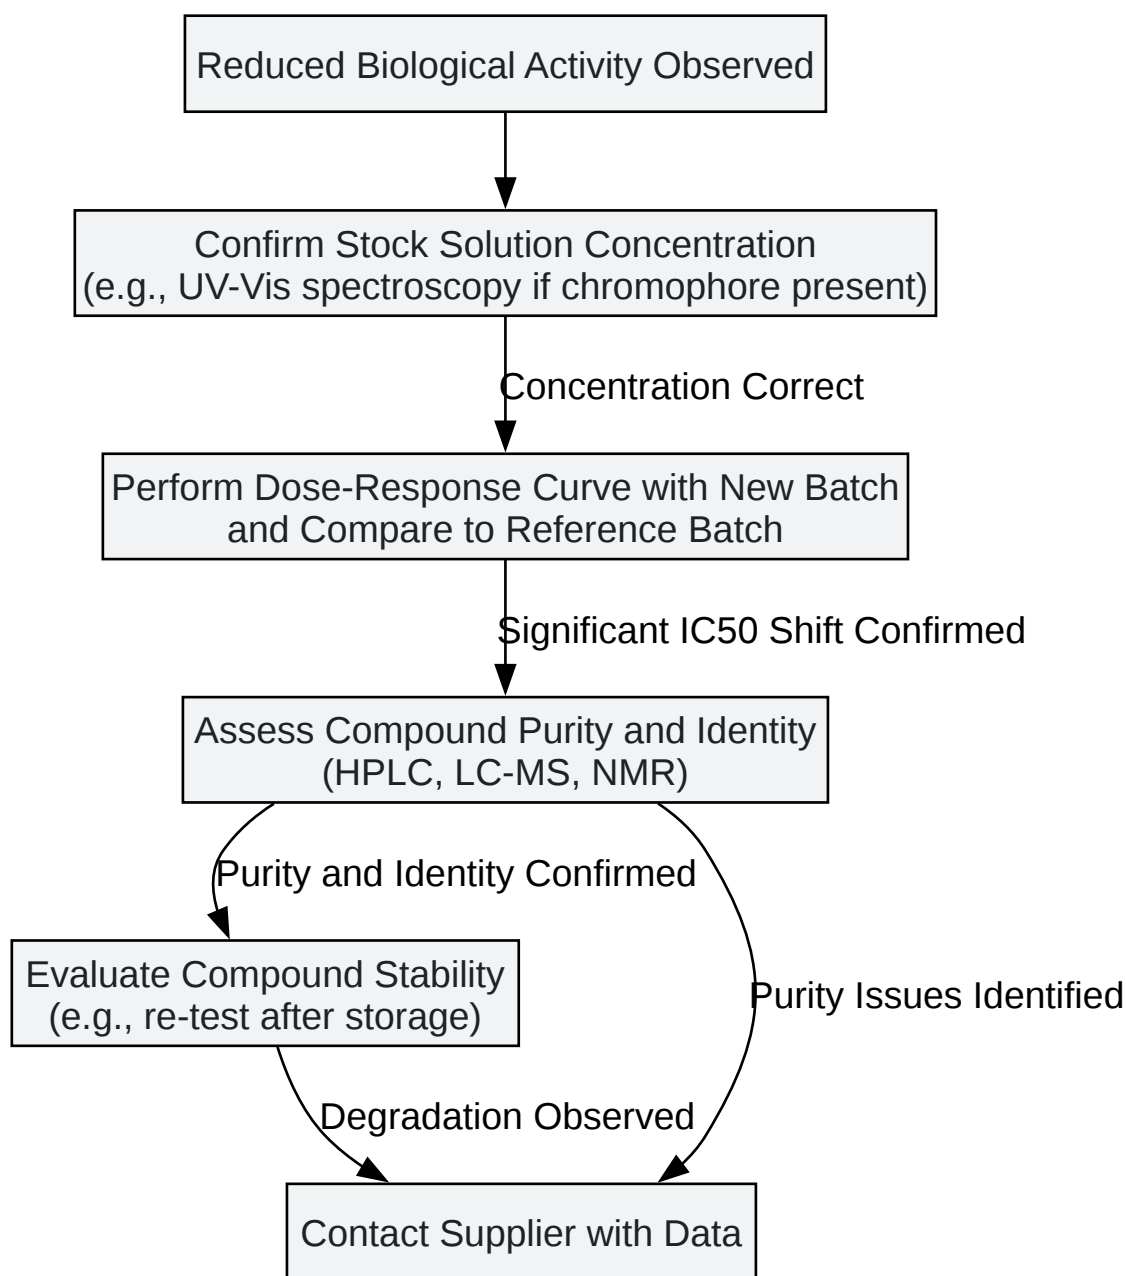 Reduced Biological Activity Observed
Confirm Stock Solution Concentration
(e.g., UV-Vis spectroscopy if chromophore present)
Concentration Correct
Perform Dose-Response Curve with New Batch
and Compare to Reference Batch
Significant IC50 Shift Confirmed
Assess Compound Purity and Identity
(HPLC, LC-MS, NMR)
Purity and Identity Confirmed
Evaluate Compound Stability
(e.g., re-test after storage)
Purity Issues Identified
Degradation Observed
Contact Supplier with Data